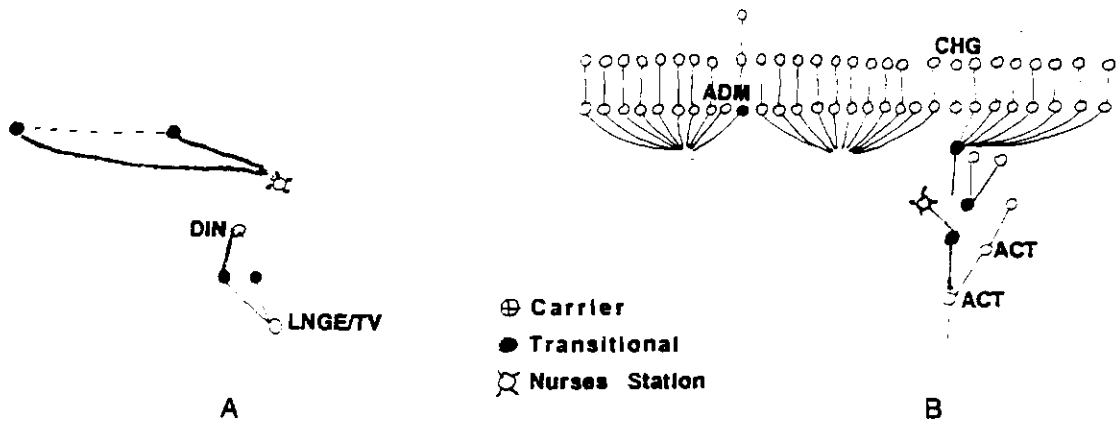 CHG
ADM
DIN
LNGE/TV
ACT
ACT
Carrier
Transitional
Nurses Station
A
B